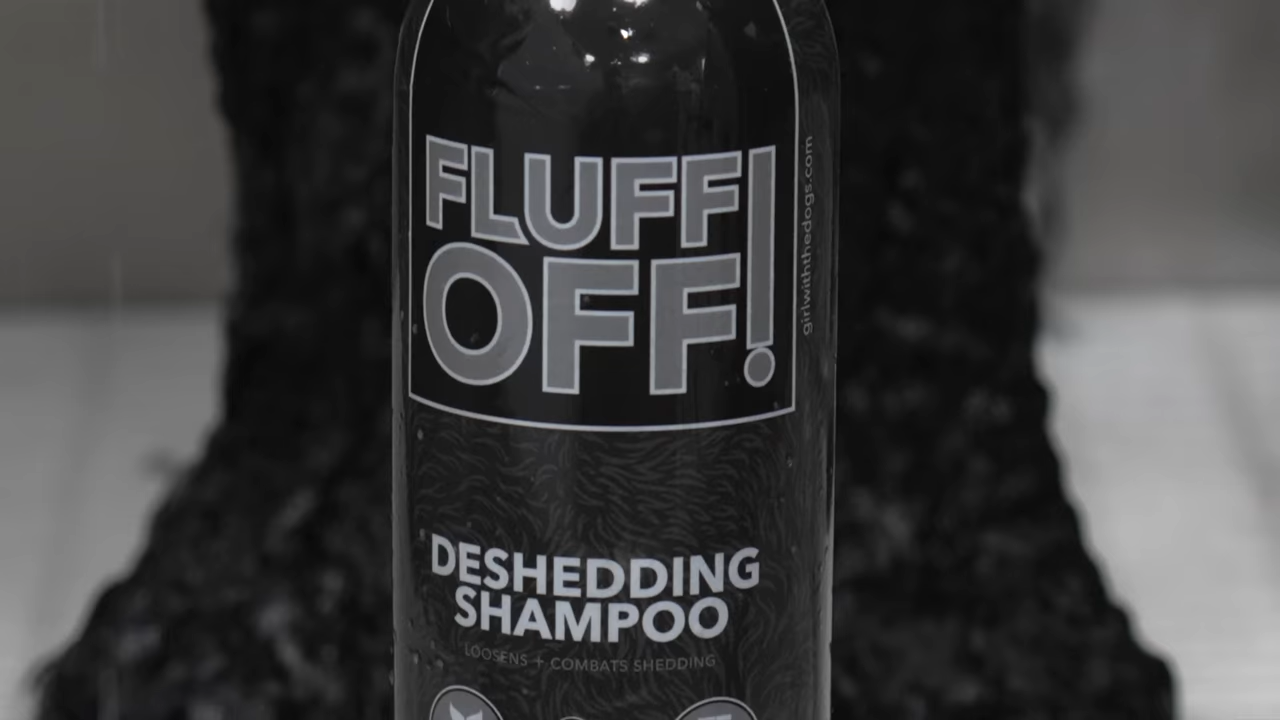 FLUFF
OFF!
girlwiththedogs.com
DESHEDDING
SHAMPOO
LOOSENS + COMBATS SHEDDING